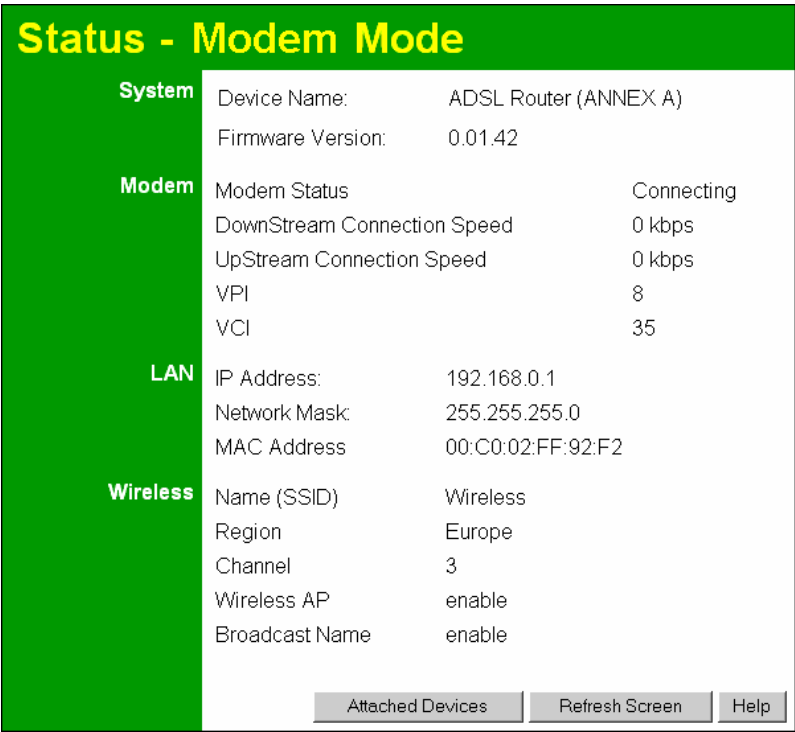 Status - Modem Mode
System
Device Name: ADSL Router (ANNEX A)
Firmware Version: 0.01.42
Modem
Modem Status Connecting
DownStream Connection Speed 0 kbps
UpStream Connection Speed 0 kbps
VPI 8
VCI 35
LAN
IP Address: 192.168.0.1
Network Mask: 255.255.255.0
MAC Address 00:C0:02:FF:92:F2
Wireless
Name (SSID) Wireless
Region Europe
Channel 3
Wireless AP enable
Broadcast Name enable
Attached Devices Refresh Screen Help